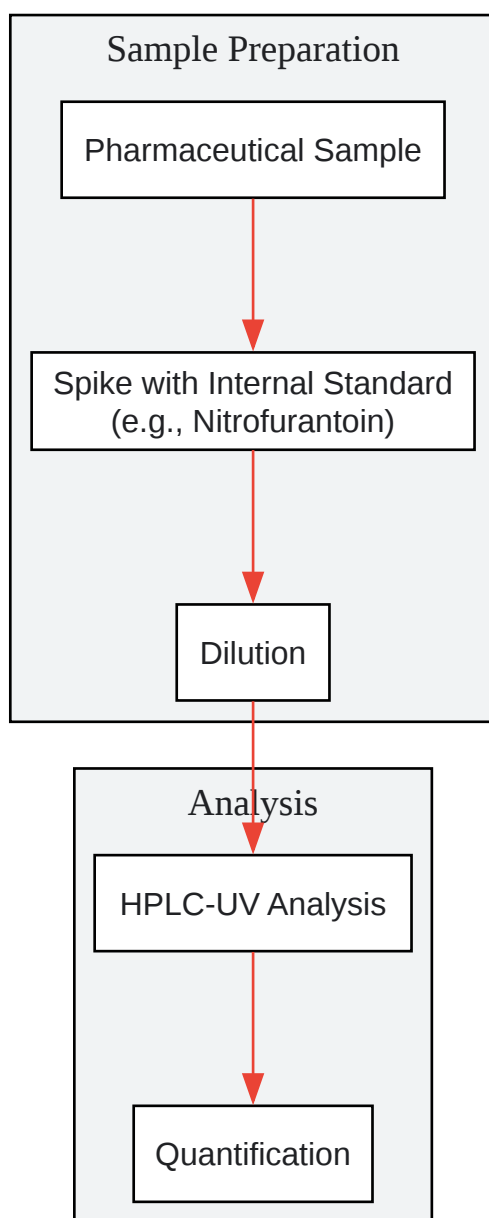 Sample Preparation
Pharmaceutical Sample
Spike with Internal Standard
(e.g., Nitrofurantoin)
Dilution
Analysis
HPLC-UV Analysis
Quantification